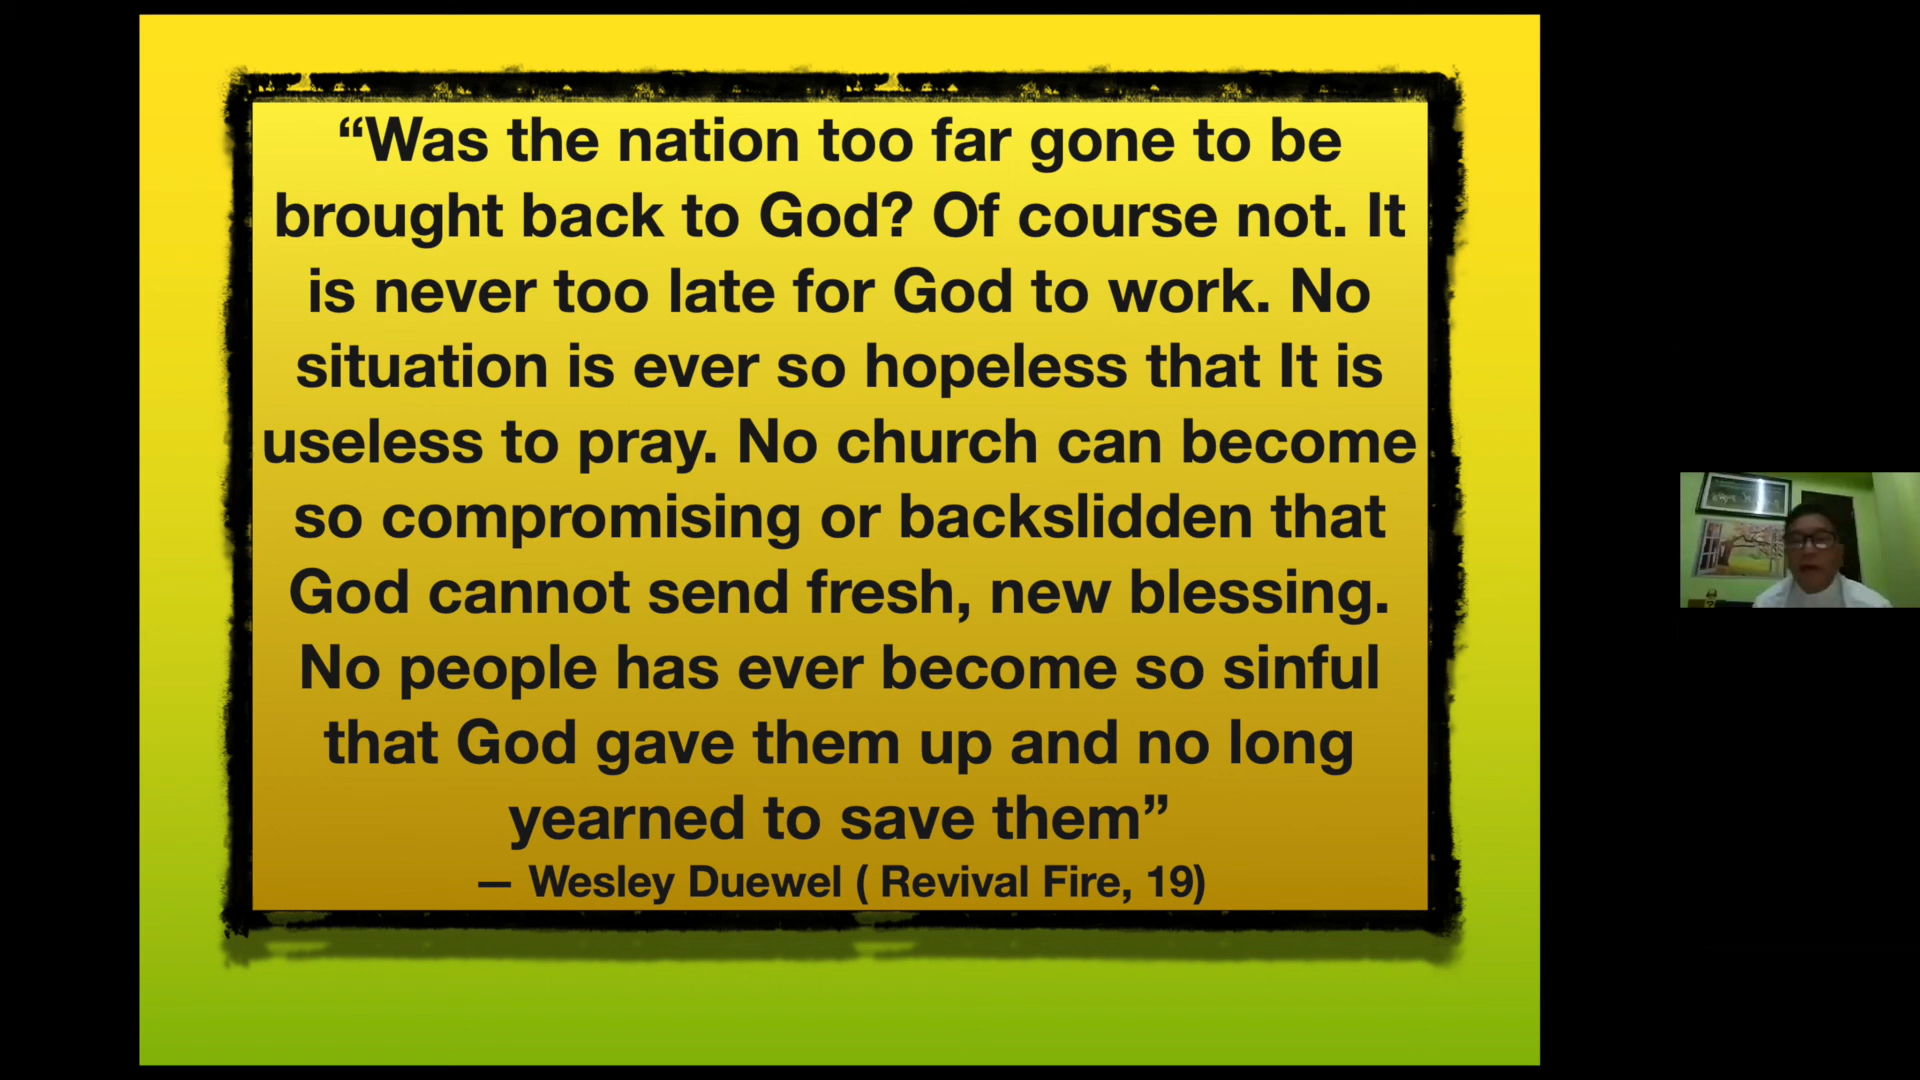 “Was the nation too far gone to be
brought back to God? Of course not. It
is never too late for God to work. No
situation is ever so hopeless that It is
useless to pray. No church can become
so compromising or backslidden that
God cannot send fresh, new blessing.
No people has ever become so sinful
that God gave them up and no long
yearned to save them”
— Wesley Duewel ( Revival Fire, 19)